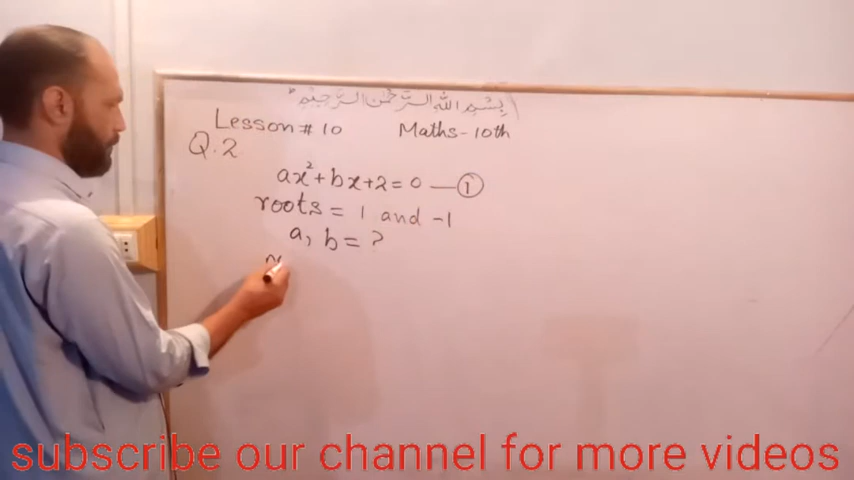 بسم الله الرحمن الرحيم
Lesson # 10 Maths - 10th
Q.2
ax²+bx+2=0 — ①
roots = 1 and -1
a, b = ?
subscribe our channel for more videos